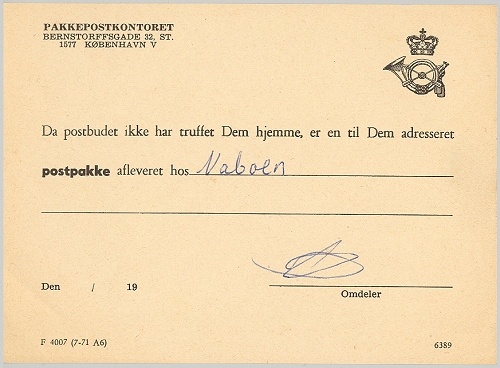 PAKKEPOSTKONTORET
BERNSTORFFSGADE 32, ST.
1577 KØBENHAVN V
Da postbudet ikke har truffet Dem hjemme, er en til Dem adresseret
postpakke afleveret hos Naboen
Den / 19
Omdeler
F 4007 (7-71 A6) 6389